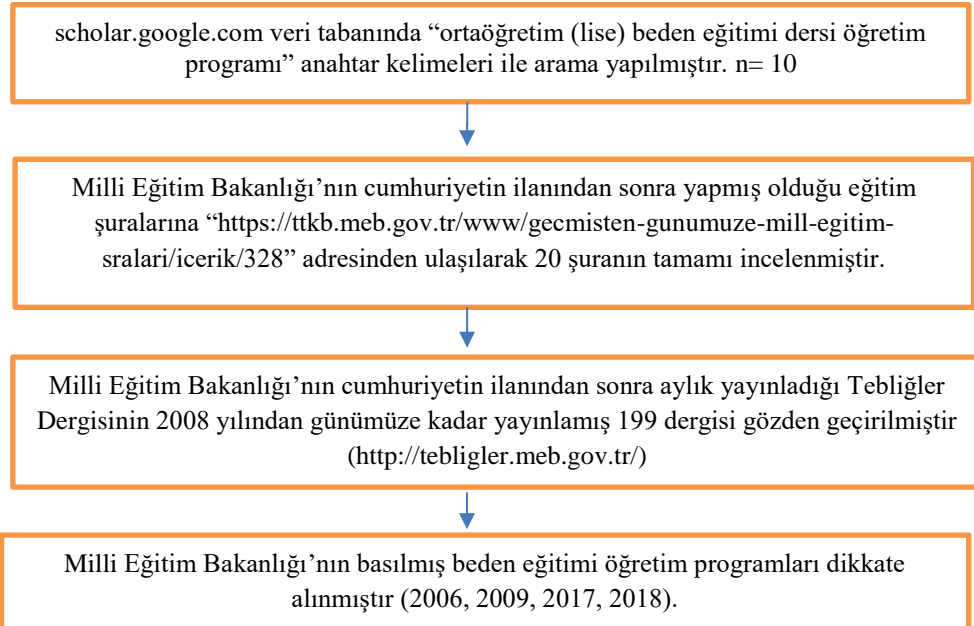 scholar.google.com veri tabanında “ortaöğretim (lise) beden eğitimi dersi öğretim
programı” anahtar kelimeleri ile arama yapılmıştır. n= 10
Milli Eğitim Bakanlığı’nın cumhuriyetin ilanından sonra yapmış olduğu eğitim
şuralarına “https://ttkb.meb.gov.tr/www/gecmisten-gunumuze-mill-egitim-
sralari/icerik/328” adresinden ulaşılarak 20 şuranın tamamı incelenmiştir.
Milli Eğitim Bakanlığı’nın cumhuriyetin ilanından sonra aylık yayınladığı Tebliğler
Dergisinin 2008 yılından günümüze kadar yayınlamış 199 dergisi gözden geçirilmiştir
(http://tebligler.meb.gov.tr/)
Milli Eğitim Bakanlığı’nın basılmış beden eğitimi öğretim programları dikkate
alınmıştır (2006, 2009, 2017, 2018).